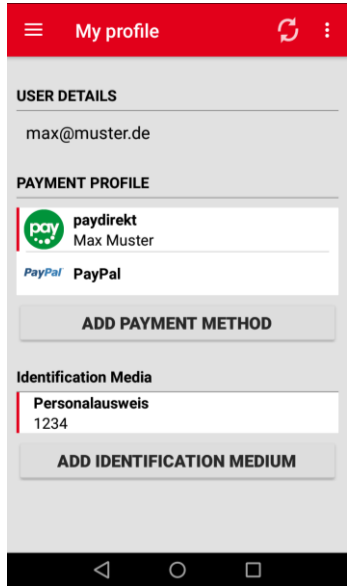 My profile
USER DETAILS
max@muster.de
PAYMENT PROFILE
pay
paydirekt
Max Muster
PayPal PayPal
ADD PAYMENT METHOD
Identification Media
Personalausweis
1234
ADD IDENTIFICATION MEDIUM